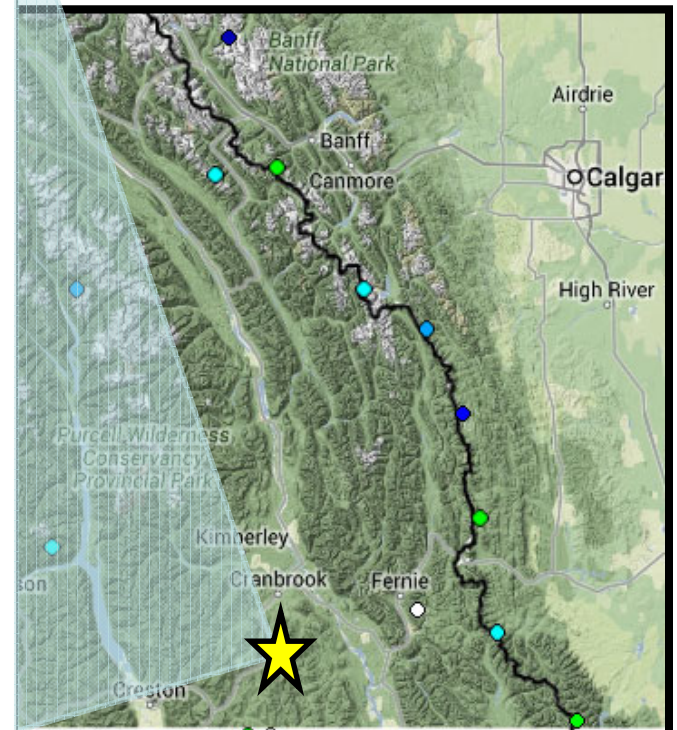 Banff
National Park
Airdrie
Banff
Canmore
Calgar
High River
Purcell Wilderness
Conservancy
Provincial Park
Kimberley
son
Cranbrook
Fernie
Creston